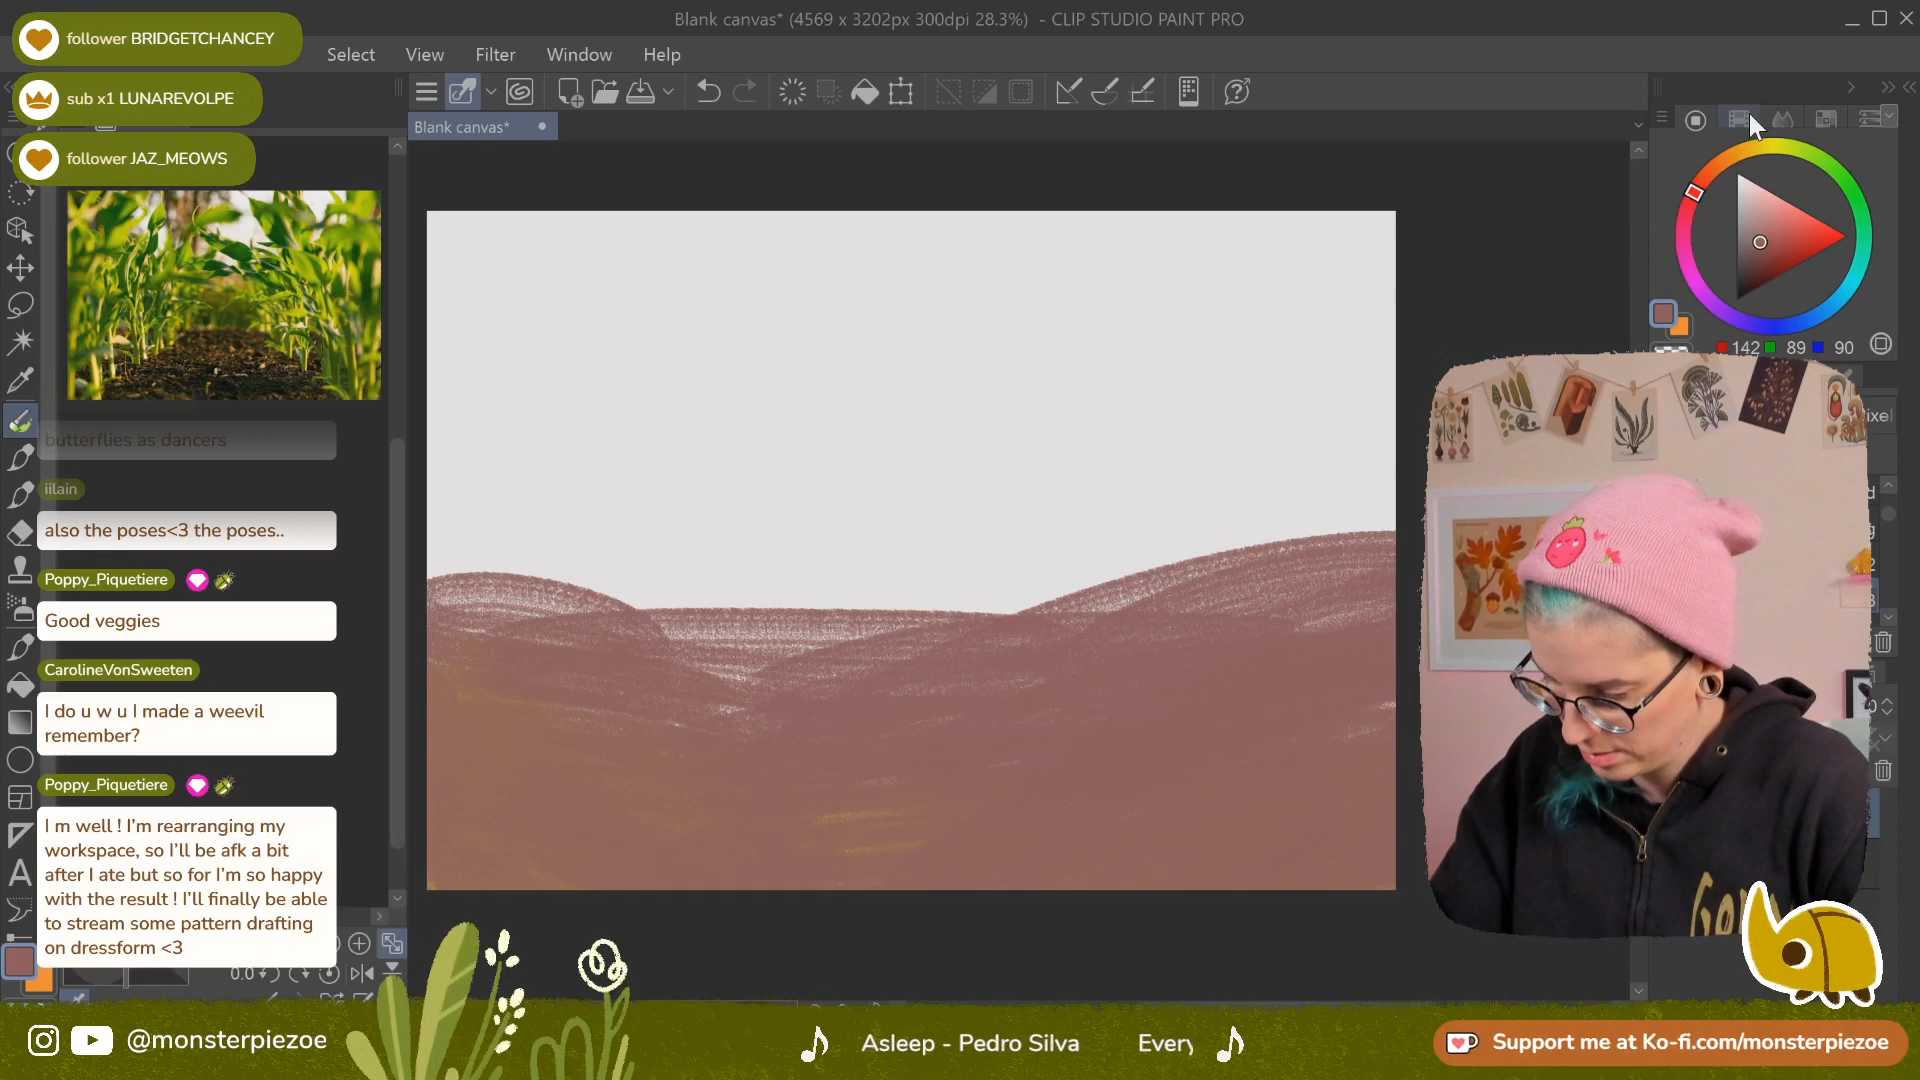 Blank canvas* (4569 x 3202px 300dpi 28.3%) - CLIP STUDIO PAINT PRO
follower BRIDGETCHANCEY
Select View Filter Window Help
sub x1 LUNAREVOLPE
Blank canvas*
follower JAZ_MEOWS
142 89 90
butterflies as dancers
iilain
also the poses<3 the poses..
Poppy_Piquetiere
Good veggies
CarolineVonSweeten
I do u w u I made a weevil
remember?
Poppy_Piquetiere
I m well ! I'm rearranging my
workspace, so I'll be afk a bit
after I ate but so for I'm so happy
with the result ! I'll finally be able
to stream some pattern drafting
on dressform <3
0.0
@monsterpiezoe
Asleep - Pedro Silva
Every
Support me at Ko-fi.com/monsterpiezoe